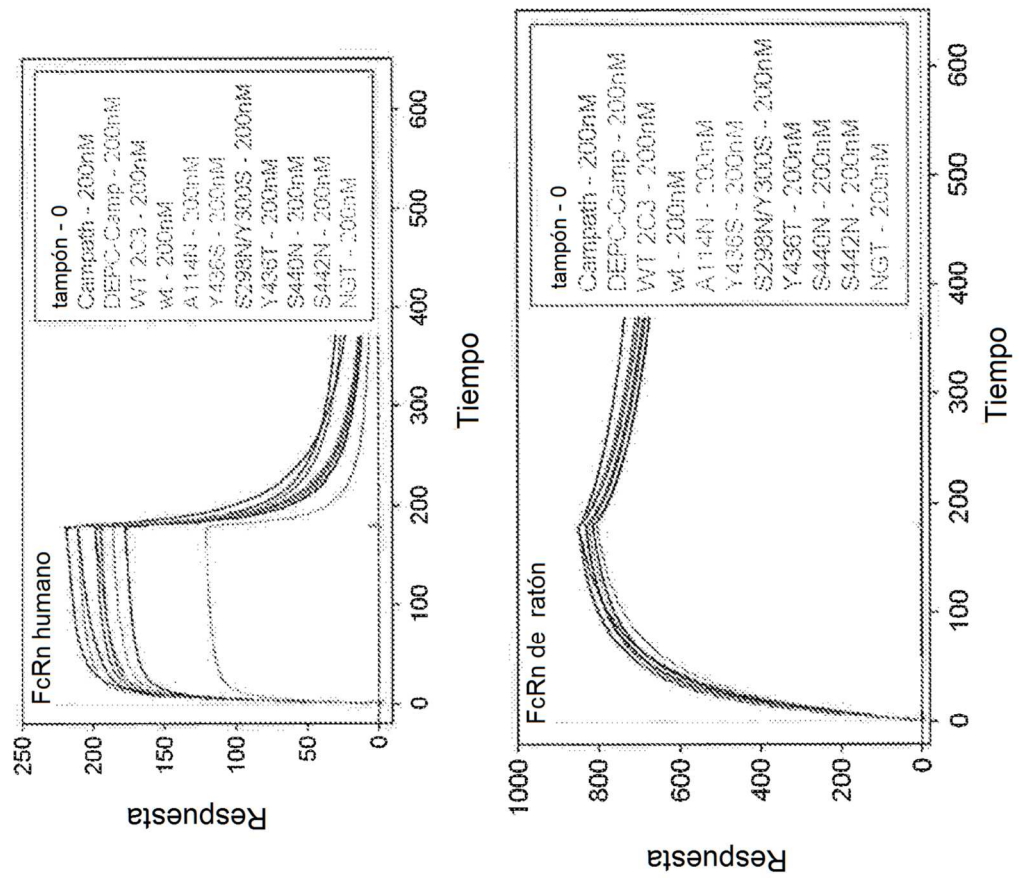 FcRn humano
Respuesta
250
200
150
100
50
0
0
100
200
300
400
500
600
Tiempo
tampón - 0
Campath - 200nM
DEPC-Camp - 200nM
WT 2C3 - 200nM
wt - 200nM
A114N - 200nM
Y436S - 200nM
S298N/Y300S - 200nM
Y436T - 200nM
S440N - 200nM
S442N - 200nM
NGT - 200nM
FcRn de ratón
Respuesta
1000
800
600
400
200
0
0
100
200
300
400
500
600
Tiempo
tampón - 0
Campath - 200nM
DEPC-Camp - 200nM
WT 2C3 - 200nM
wt - 200nM
A114N - 200nM
Y436S - 200nM
S298N/Y300S - 200nM
Y436T - 200nM
S440N - 200nM
S442N - 200nM
NGT - 200nM